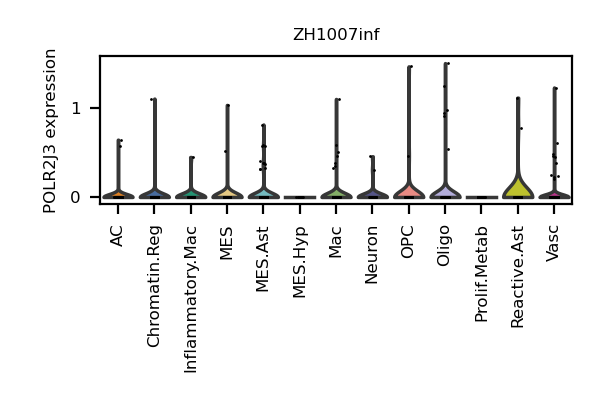 ZH1007inf
POLR2J3 expression
1
0
AC
Chromatin.Reg
Inflammatory.Mac
MES
MES.Ast
MES.Hyp
Mac
Neuron
OPC
Oligo
Prolif.Metab
Reactive.Ast
Vasc